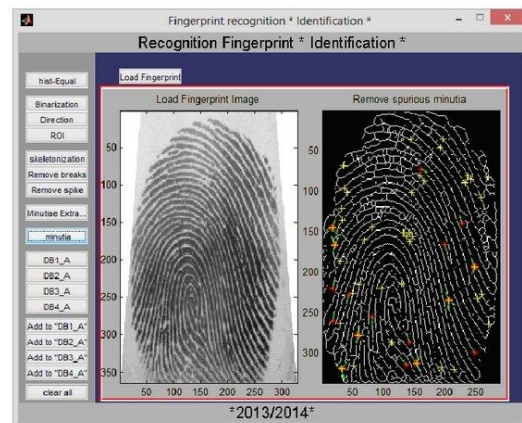 Fingerprint recognition * Identification *
Recognition Fingerprint * Identification *
Load Fingerprint
hist-Equal
Binarization
Direction
ROI
skeletonization
Remove breaks
Remove spike
Minutiae Extra...
minutia
DB1_A
DB2_A
DB3_A
DB4_A
Add to "DB1_A"
Add to "DB2_A"
Add to "DB3_A"
Add to "DB4_A"
clear all
Load Fingerprint Image
50
100
150
200
250
300
350
50 100 150 200 250 300
Remove spurious minutia
50
100
150
200
250
300
50 100 150 200 250
*2013/2014*